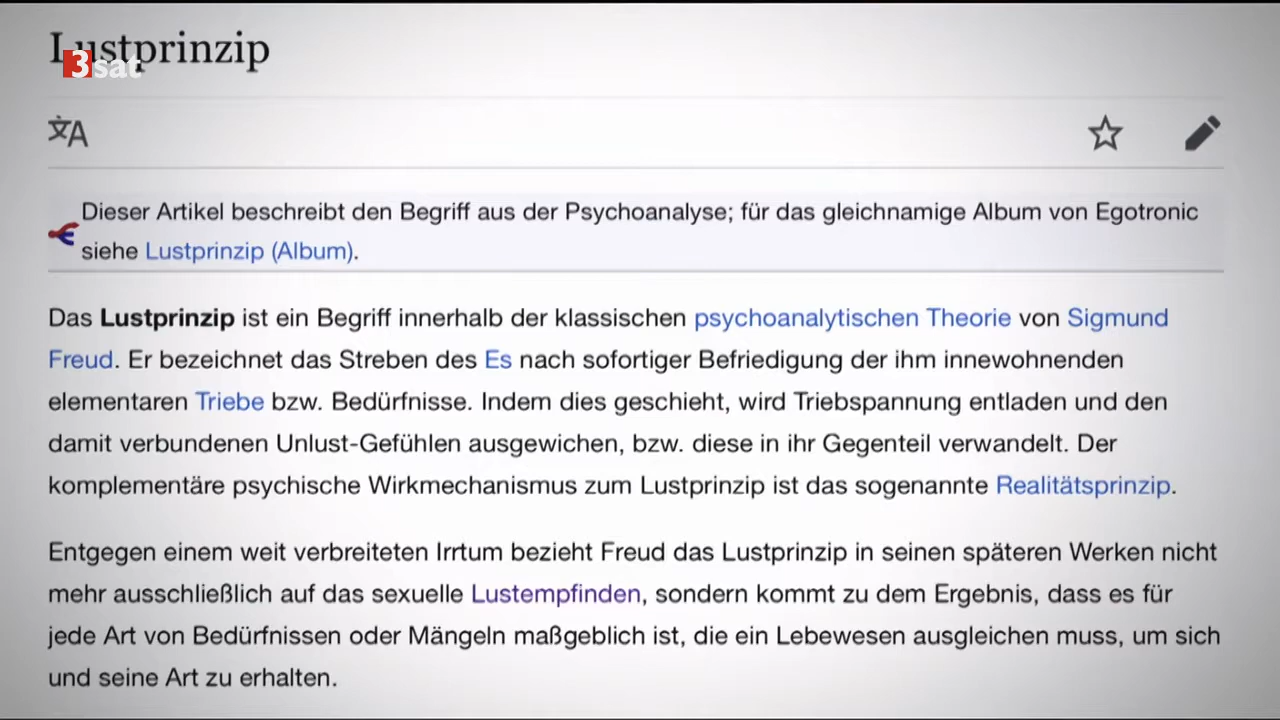 Lustprinzip
3sat
Dieser Artikel beschreibt den Begriff aus der Psychoanalyse; für das gleichnamige Album von Egotronic
siehe Lustprinzip (Album).
Das Lustprinzip ist ein Begriff innerhalb der klassischen psychoanalytischen Theorie von Sigmund
Freud. Er bezeichnet das Streben des Es nach sofortiger Befriedigung der ihm innewohnenden
elementaren Triebe bzw. Bedürfnisse. Indem dies geschieht, wird Triebspannung entladen und den
damit verbundenen Unlust-Gefühlen ausgewichen, bzw. diese in ihr Gegenteil verwandelt. Der
komplementäre psychische Wirkmechanismus zum Lustprinzip ist das sogenannte Realitätsprinzip.
Entgegen einem weit verbreiteten Irrtum bezieht Freud das Lustprinzip in seinen späteren Werken nicht
mehr ausschließlich auf das sexuelle Lustempfinden, sondern kommt zu dem Ergebnis, dass es für
jede Art von Bedürfnissen oder Mängeln maßgeblich ist, die ein Lebewesen ausgleichen muss, um sich
und seine Art zu erhalten.